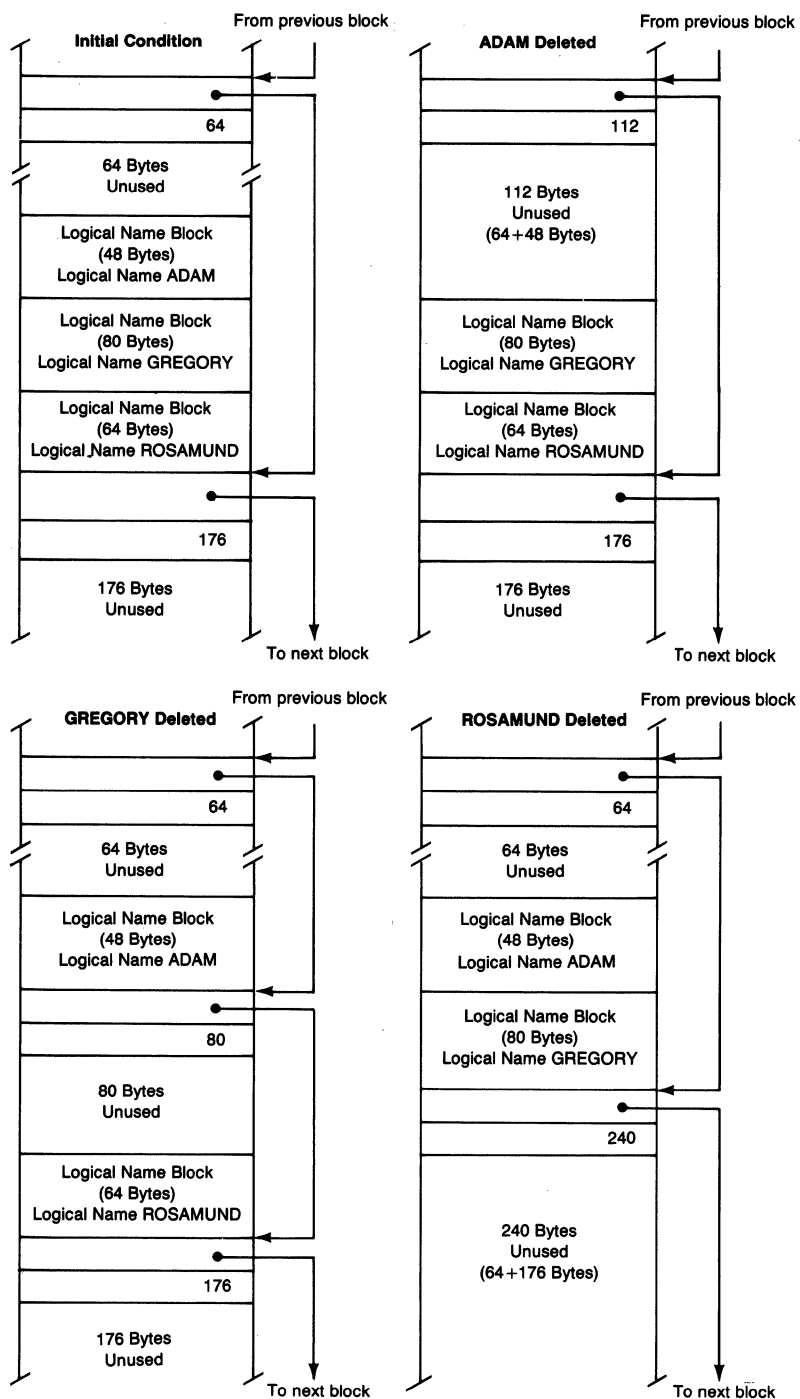 From previous block
Initial Condition
64
64 Bytes
Unused
Logical Name Block
(48 Bytes)
Logical Name ADAM
Logical Name Block
(80 Bytes)
Logical Name GREGORY
Logical Name Block
(64 Bytes)
Logical Name ROSAMUND
176
176 Bytes
Unused
To next block
From previous block
ADAM Deleted
112
112 Bytes
Unused
(64+48 Bytes)
Logical Name Block
(80 Bytes)
Logical Name GREGORY
Logical Name Block
(64 Bytes)
Logical Name ROSAMUND
176
176 Bytes
Unused
To next block
From previous block
GREGORY Deleted
64
64 Bytes
Unused
Logical Name Block
(48 Bytes)
Logical Name ADAM
80
80 Bytes
Unused
Logical Name Block
(64 Bytes)
Logical Name ROSAMUND
176
176 Bytes
Unused
To next block
From previous block
ROSAMUND Deleted
64
64 Bytes
Unused
Logical Name Block
(48 Bytes)
Logical Name ADAM
Logical Name Block
(80 Bytes)
Logical Name GREGORY
240
240 Bytes
Unused
(64+176 Bytes)
To next block